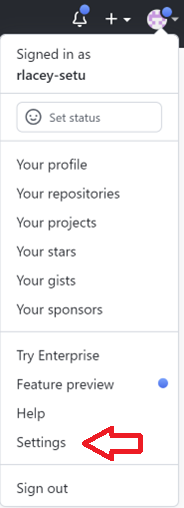 Signed in as
rlacey-setu
Set status
Your profile
Your repositories
Your projects
Your stars
Your gists
Your sponsors
Try Enterprise
Feature preview
Help
Settings
Sign out